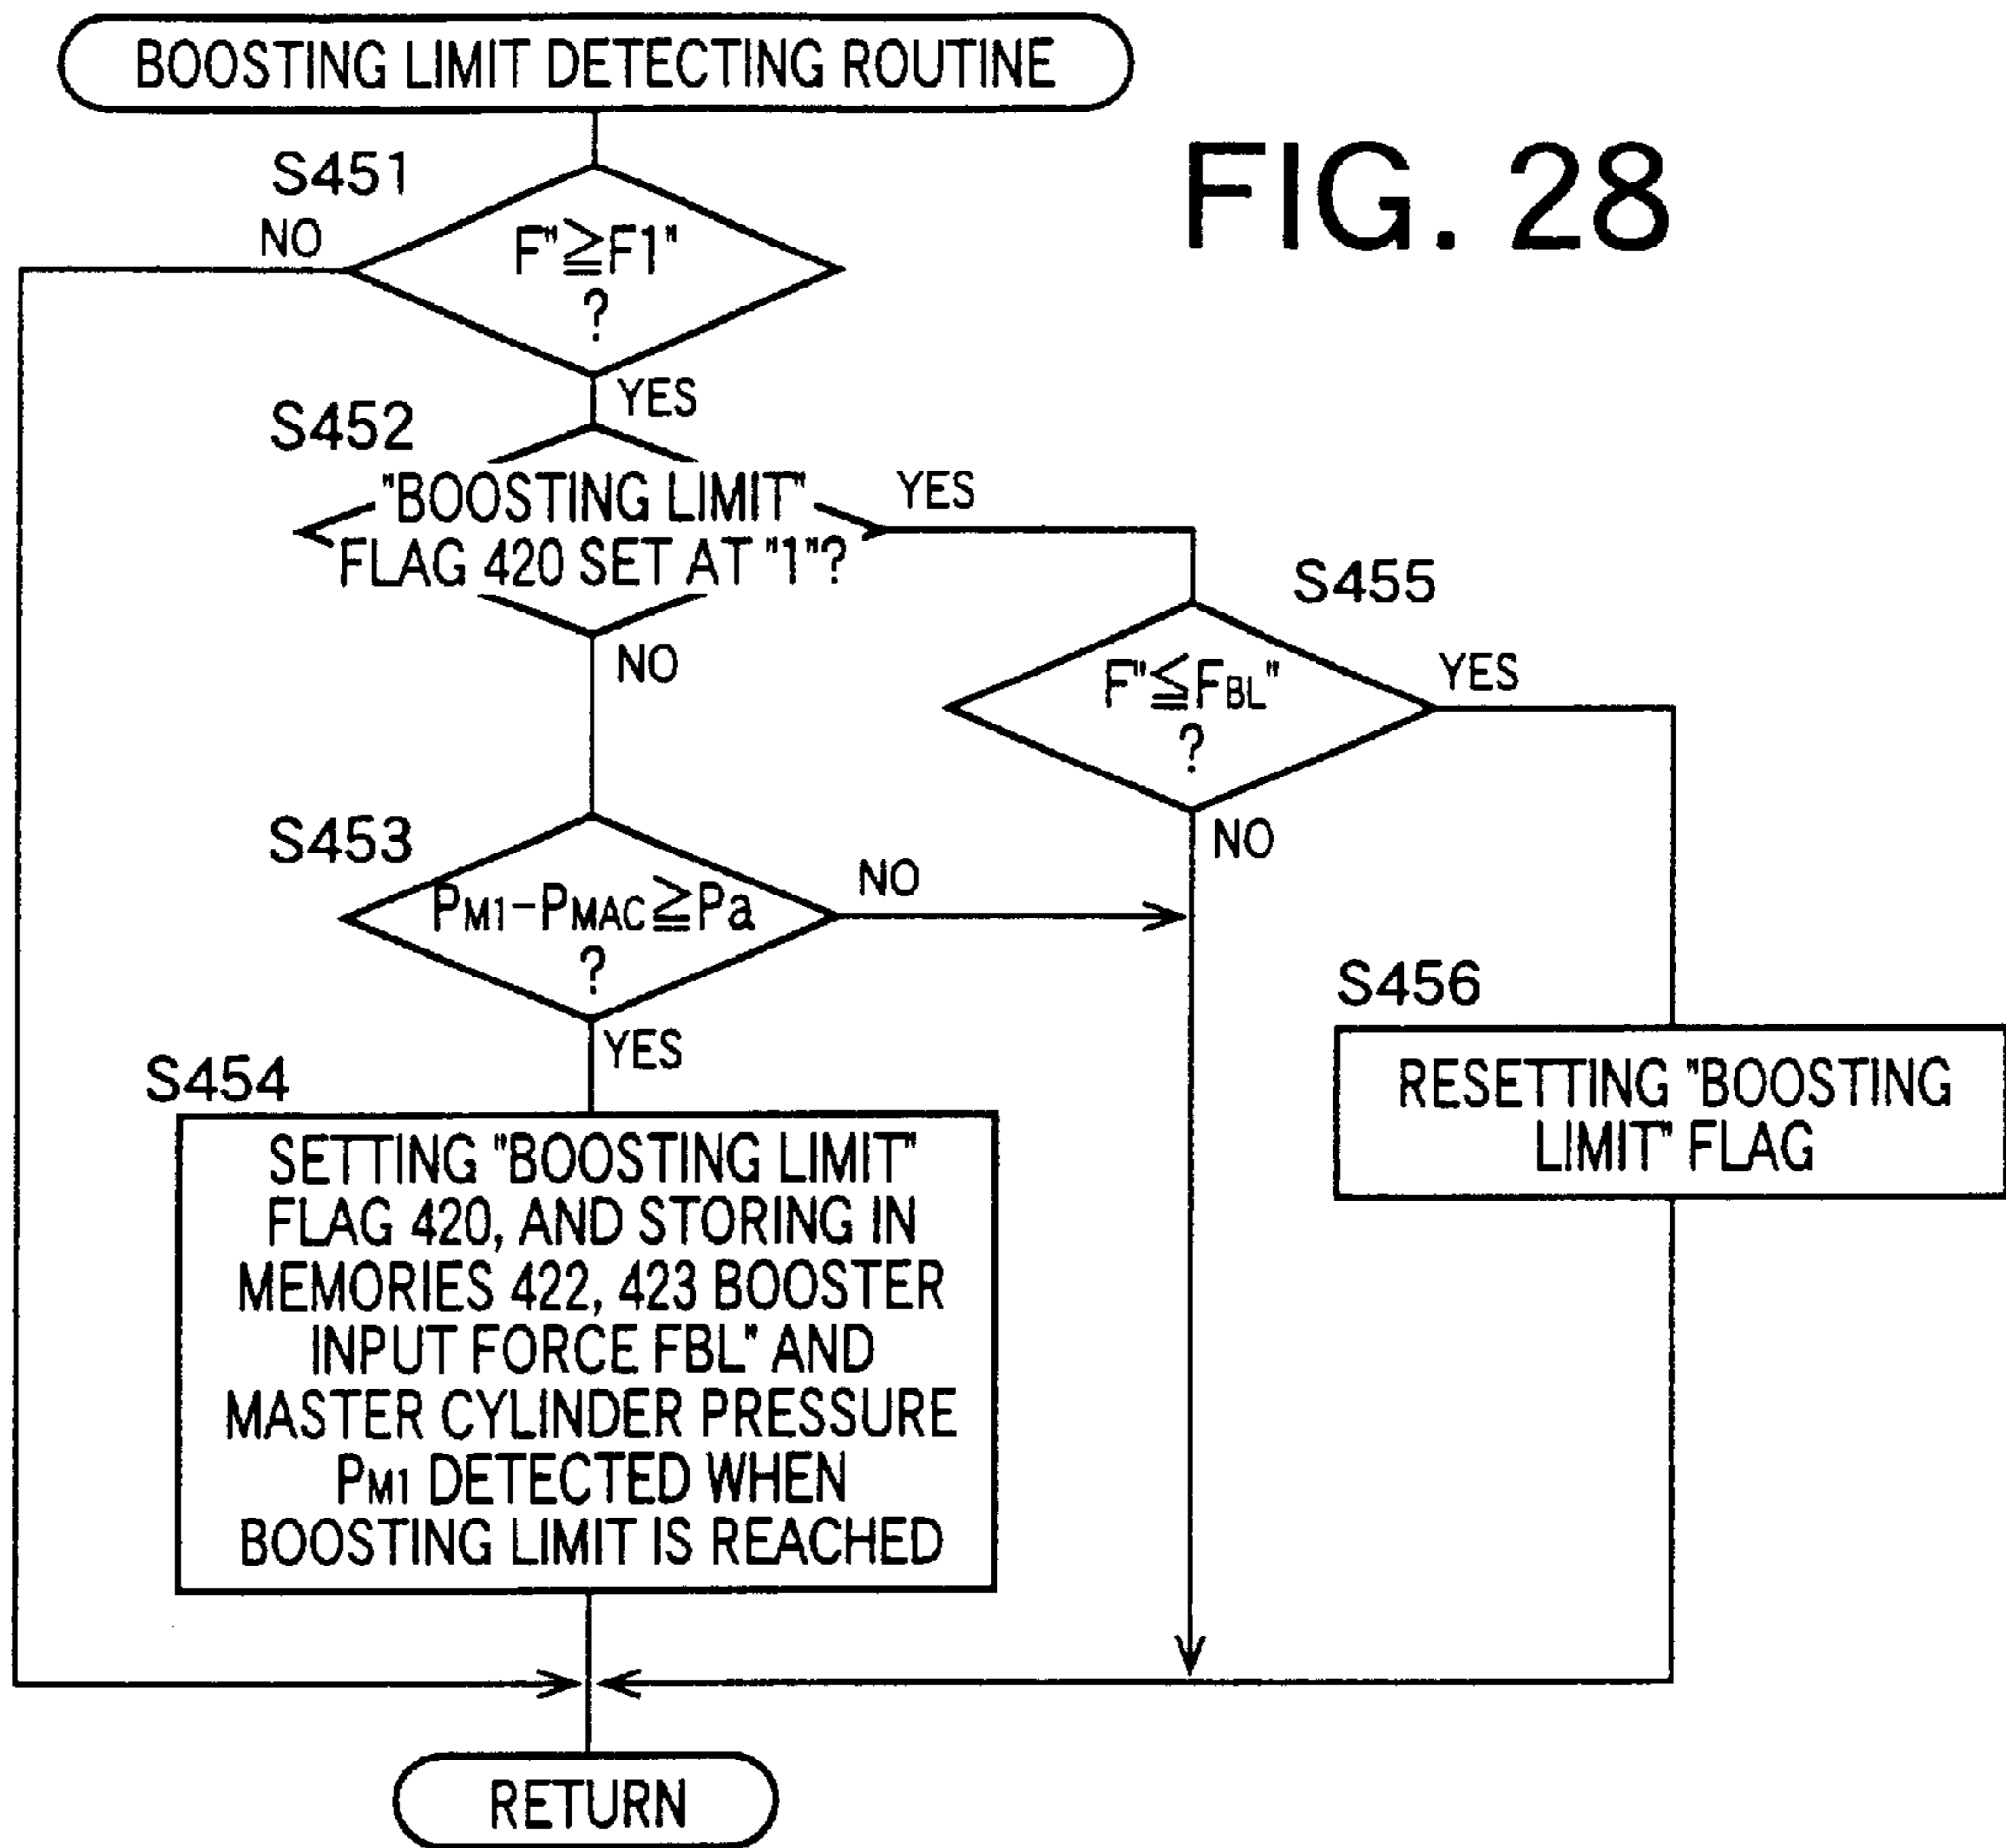 BOOSTING LIMIT DETECTING ROUTINE
FIG. 28
S451
NO
F"≧F1"
?
YES
S452
"BOOSTING LIMIT"
FLAG 420 SET AT "1"?
YES
NO
S455
F"≦FBL"
?
YES
NO
S453
PM1-PMAC≧Pa
?
NO
YES
S456
RESETTING "BOOSTING
LIMIT" FLAG
S454
SETTING "BOOSTING LIMIT"
FLAG 420, AND STORING IN
MEMORIES 422, 423 BOOSTER
INPUT FORCE FBL" AND
MASTER CYLINDER PRESSURE
PM1 DETECTED WHEN
BOOSTING LIMIT IS REACHED
RETURN